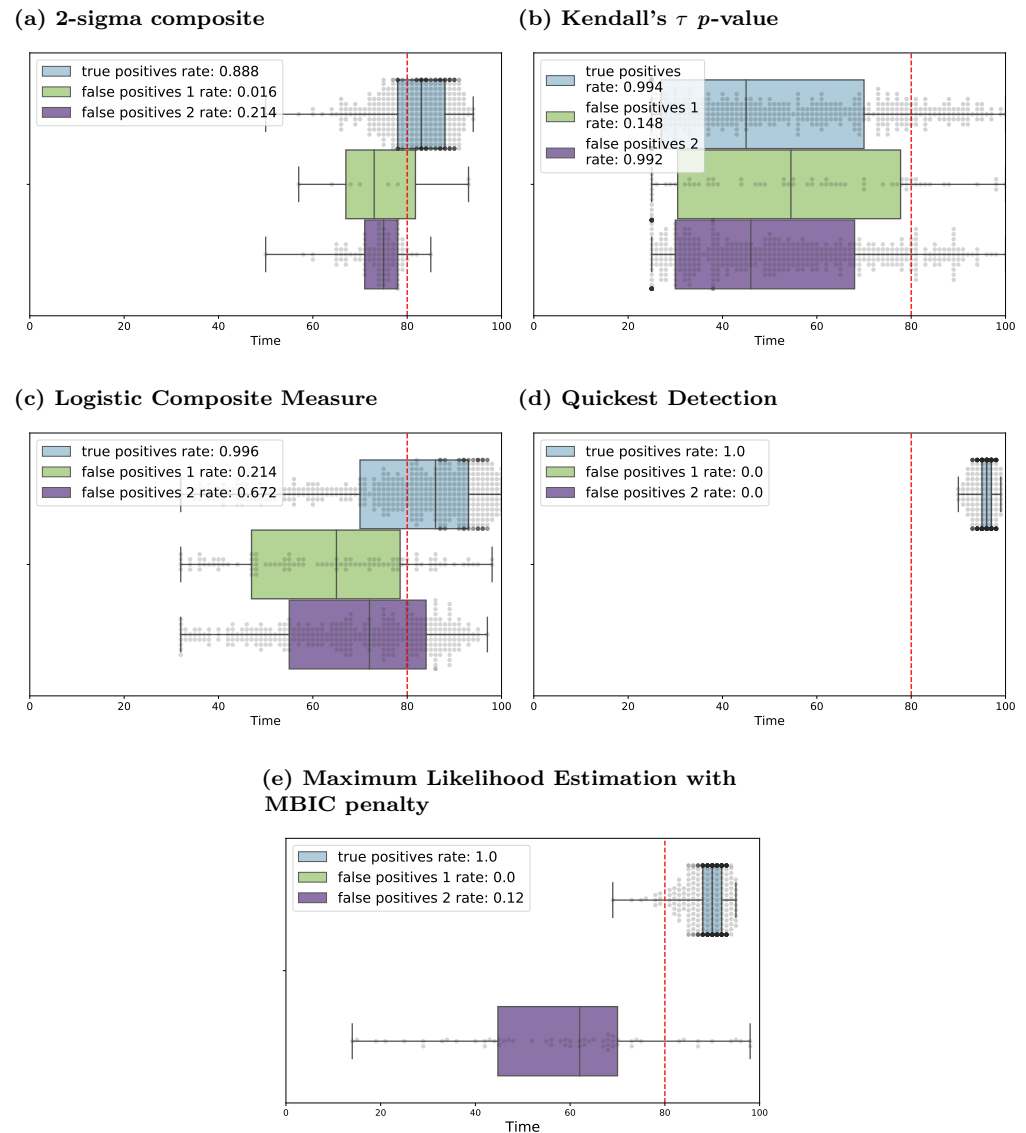 (a) 2-sigma composite
(b) Kendall's τ p-value
true positives rate: 0.888
false positives 1 rate: 0.016
false positives 2 rate: 0.214
0 20 40 60 80 100
Time
true positives
rate: 0.994
false positives 1
rate: 0.148
false positives 2
rate: 0.992
0 20 40 60 80 100
Time
(c) Logistic Composite Measure
(d) Quickest Detection
true positives rate: 0.996
false positives 1 rate: 0.214
false positives 2 rate: 0.672
0 20 40 60 80 100
Time
true positives rate: 1.0
false positives 1 rate: 0.0
false positives 2 rate: 0.0
0 20 40 60 80 100
Time
(e) Maximum Likelihood Estimation with
MBIC penalty
true positives rate: 1.0
false positives 1 rate: 0.0
false positives 2 rate: 0.12
0 20 40 60 80 100
Time